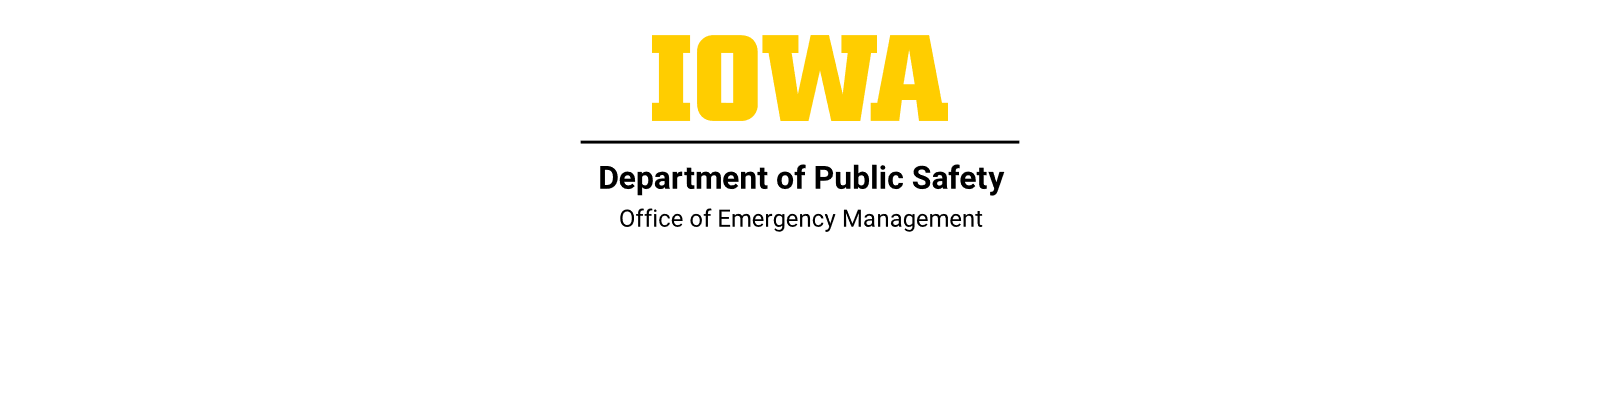 IOWA
Department of Public Safety
Office of Emergency Management